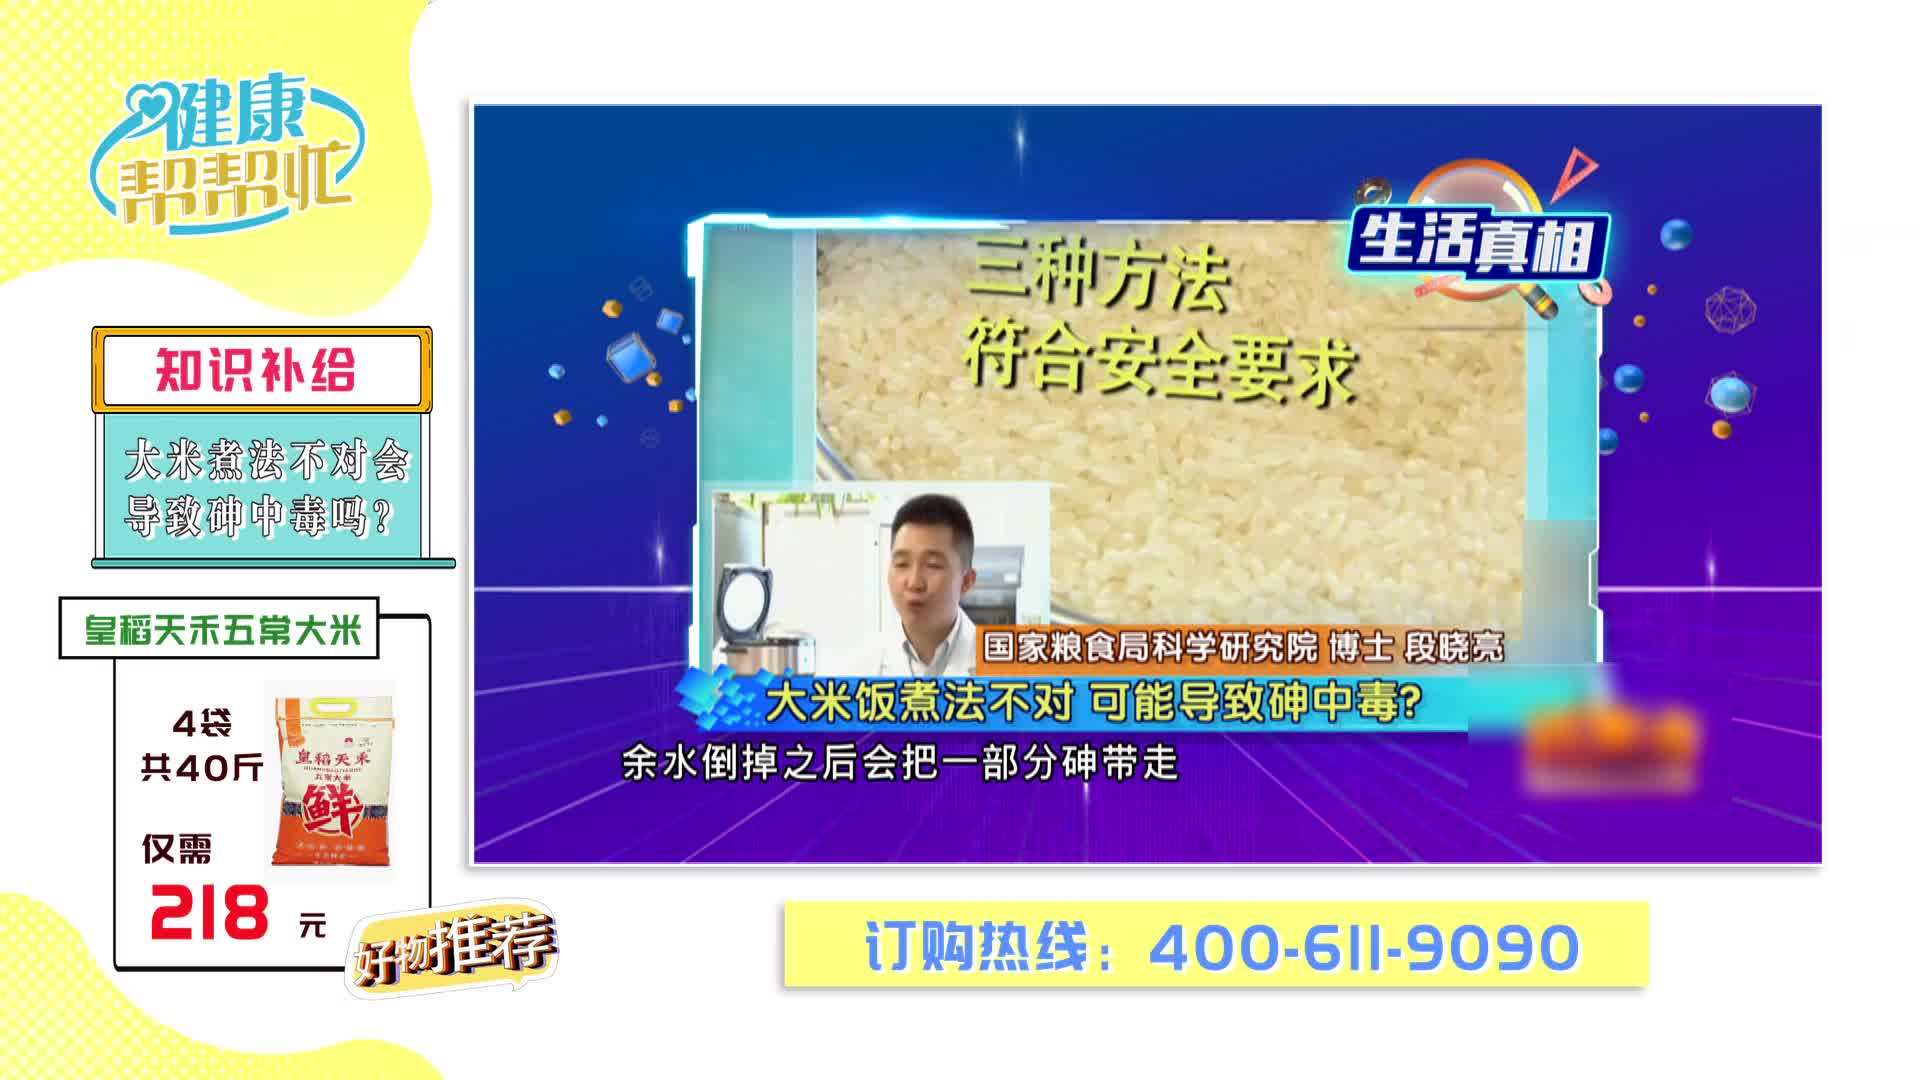 健康
帮帮忙
知识补给
大米煮法不对会
导致砷中毒吗？
皇稻天禾五常大米
4袋
共40斤
仅需
218 元
皇稻天禾
五常大米
鲜
好物推荐
生活真相
三种方法
符合安全要求
国家粮食局科学研究院 博士 段晓亮
大米饭煮法不对 可能导致砷中毒?
余水倒掉之后会把一部分砷带走
订购热线：400-611-9090